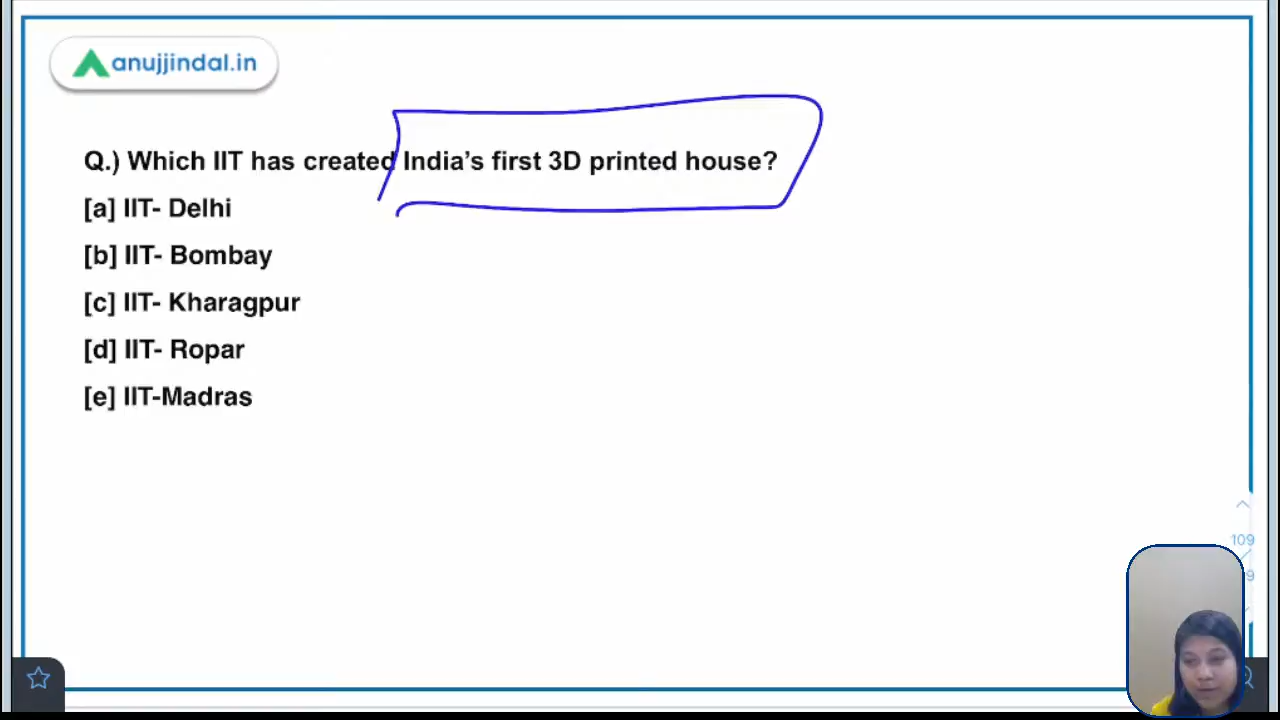 anujjindal.in
Q.) Which IIT has created India’s first 3D printed house?
[a] IIT- Delhi
[b] IIT- Bombay
[c] IIT- Kharagpur
[d] IIT- Ropar
[e] IIT-Madras
109